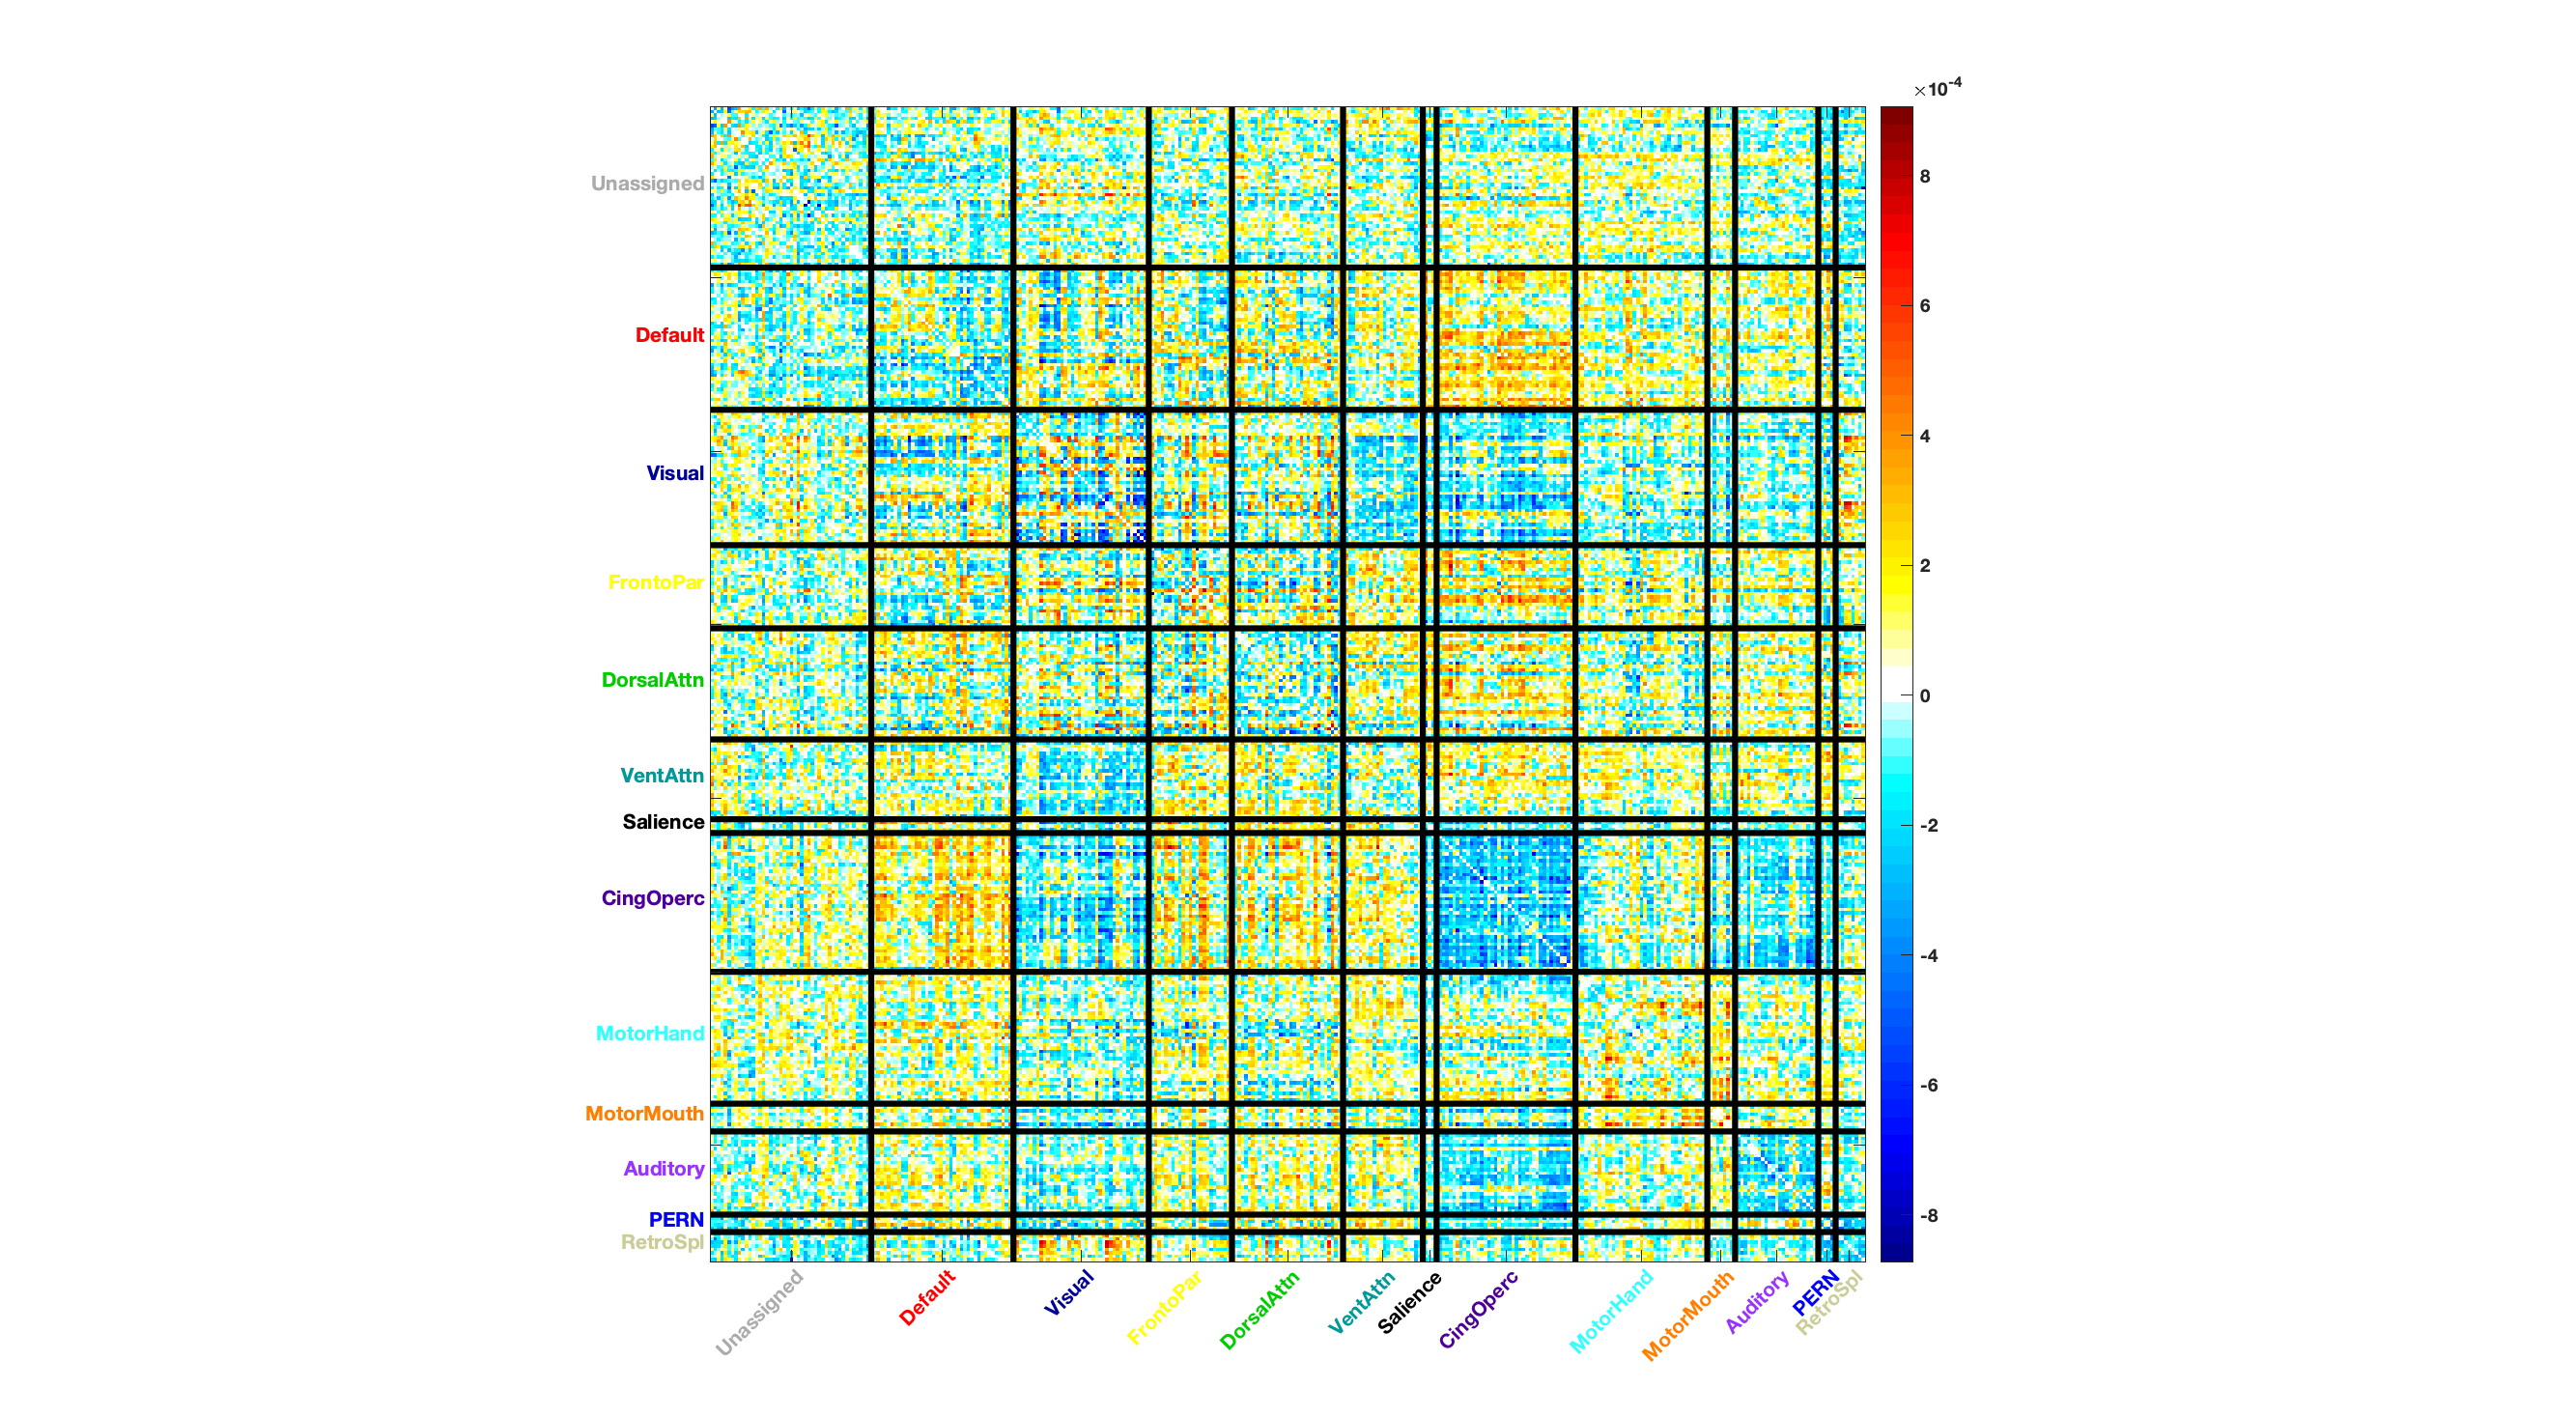 ×10-4
Unassigned
Default
Visual
FrontoPar
DorsalAttn
VentAttn
Salience
CingOperc
MotorHand
MotorMouth
Auditory
PERN
RetroSpl
8
6
4
2
0
-2
-4
-6
-8
Unassigned
Default
Visual
FrontoPar
DorsalAttn
VentAttn
Salience
CingOperc
MotorHand
MotorMouth
Auditory
PERN
RetroSpl